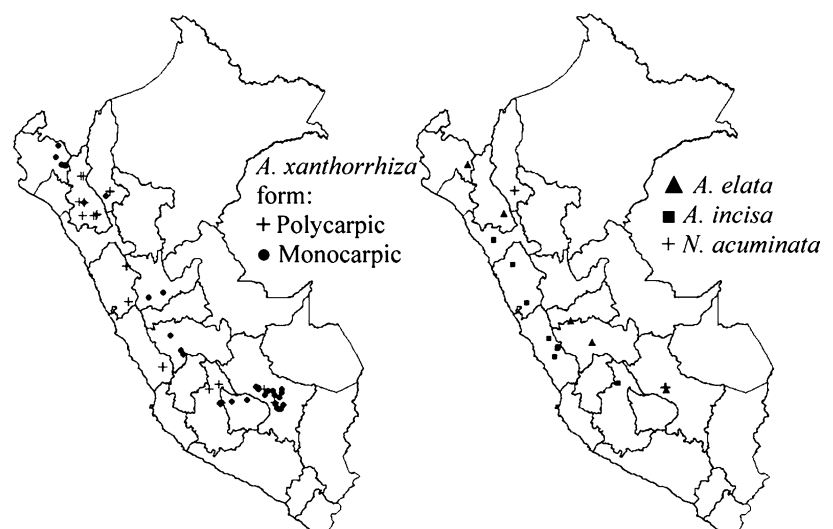 A. xanthorrhiza
form:
+ Polycarpic
● Monocarpic
▲ A. elata
■ A. incisa
+ N. acuminata